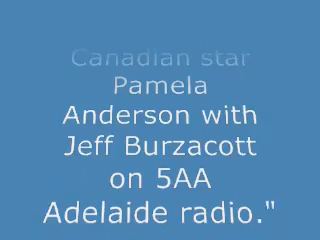 Canadian star
Pamela
Anderson with
Jeff Burzacott
on 5AA
Adelaide radio."